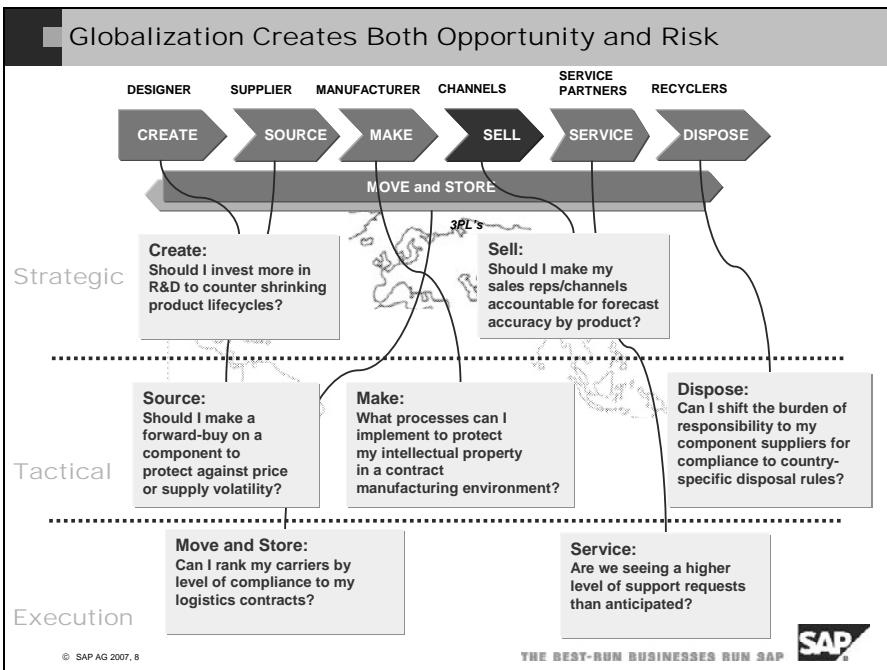 Globalization Creates Both Opportunity and Risk
DESIGNER
SUPPLIER
MANUFACTURER
CHANNELS
SERVICE
PARTNERS
RECYCLERS
CREATE
SOURCE
MAKE
SELL
SERVICE
DISPOSE
MOVE and STORE
3PL's
Strategic
Create:
Should I invest more in
R&D to counter shrinking
product lifecycles?
Sell:
Should I make my
sales reps/channels
accountable for forecast
accuracy by product?
Tactical
Source:
Should I make a
forward-buy on a
component to
protect against price
or supply volatility?
Make:
What processes can I
implement to protect
my intellectual property
in a contract
manufacturing environment?
Dispose:
Can I shift the burden of
responsibility to my
component suppliers for
compliance to country-
specific disposal rules?
Execution
Move and Store:
Can I rank my carriers by
level of compliance to my
logistics contracts?
Service:
Are we seeing a higher
level of support requests
than anticipated?
© SAP AG 2007, 8
THE BEST-RUN BUSINESSES RUN SAP
SAP